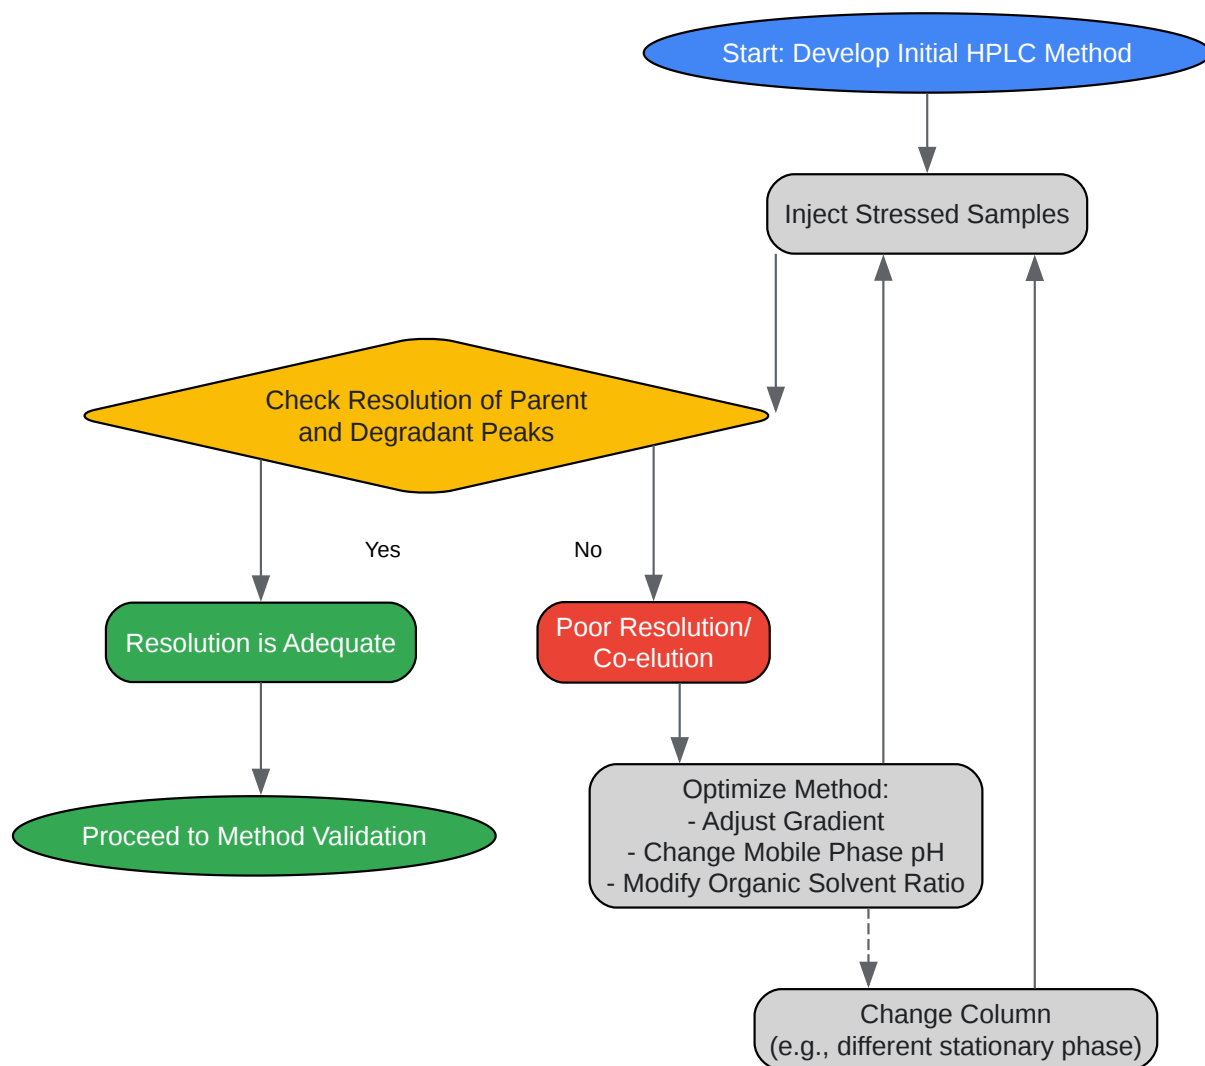 Start: Develop Initial HPLC Method
Inject Stressed Samples
Check Resolution of Parent
and Degradant Peaks
Yes
No
Resolution is Adequate
Poor Resolution/
Co-elution
Proceed to Method Validation
Optimize Method:
- Adjust Gradient
- Change Mobile Phase pH
- Modify Organic Solvent Ratio
Change Column
(e.g., different stationary phase)